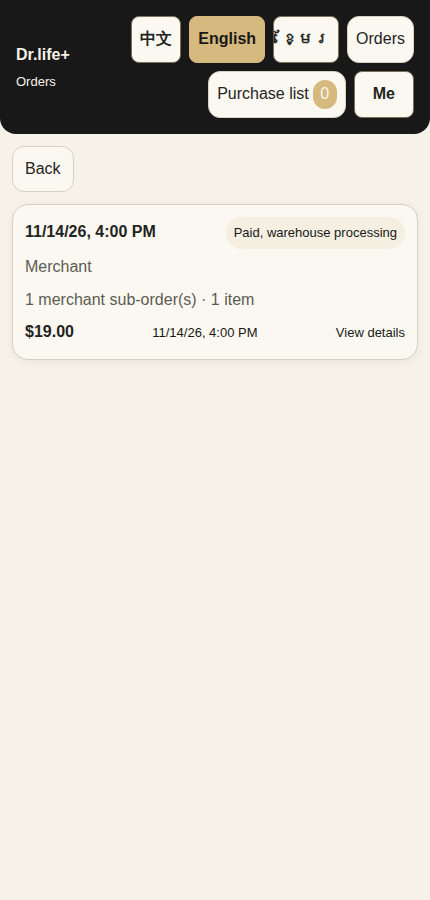 Dr.life+
Orders
中文
English
ខ្មែរ
Orders
Purchase list 0
Me
Back
11/14/26, 4:00 PM
Paid, warehouse processing
Merchant
1 merchant sub-order(s) · 1 item
$19.00
11/14/26, 4:00 PM
View details